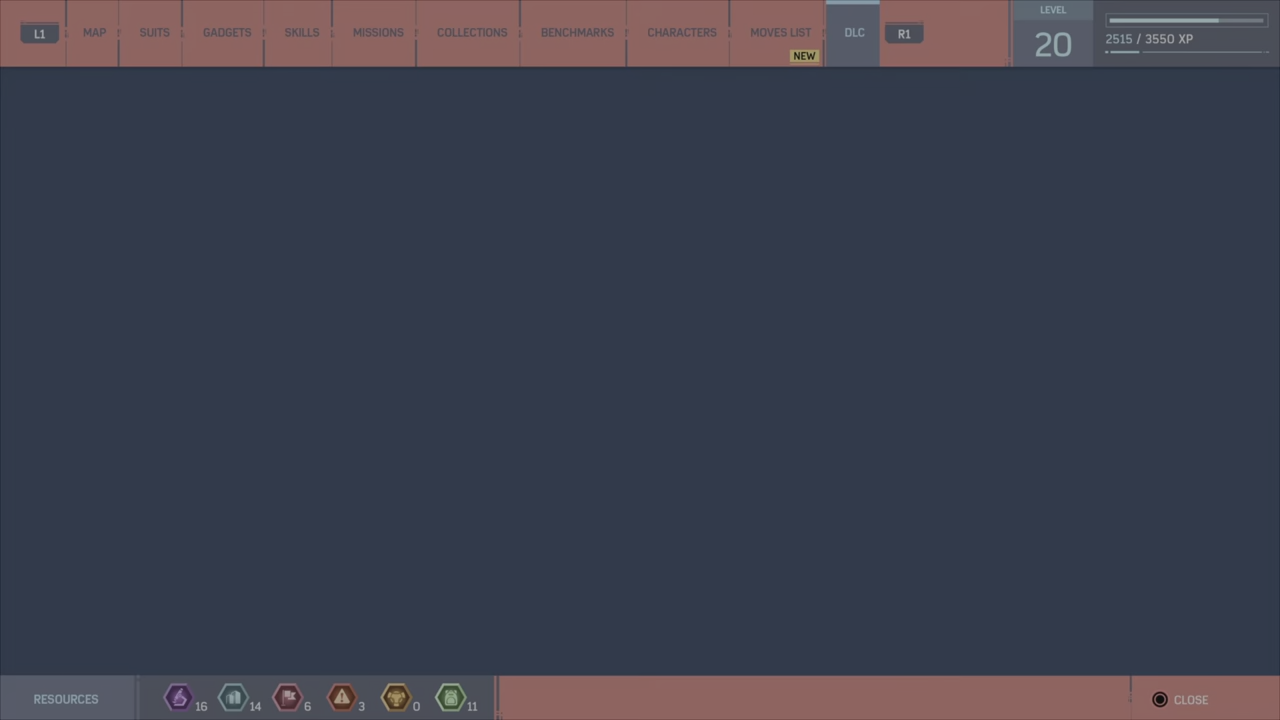 L1 MAP SUITS GADGETS SKILLS MISSIONS COLLECTIONS BENCHMARKS CHARACTERS MOVES LIST DLC R1
NEW
LEVEL
20
2515 / 3550 XP
RESOURCES 16 14 6 3 0 11 CLOSE